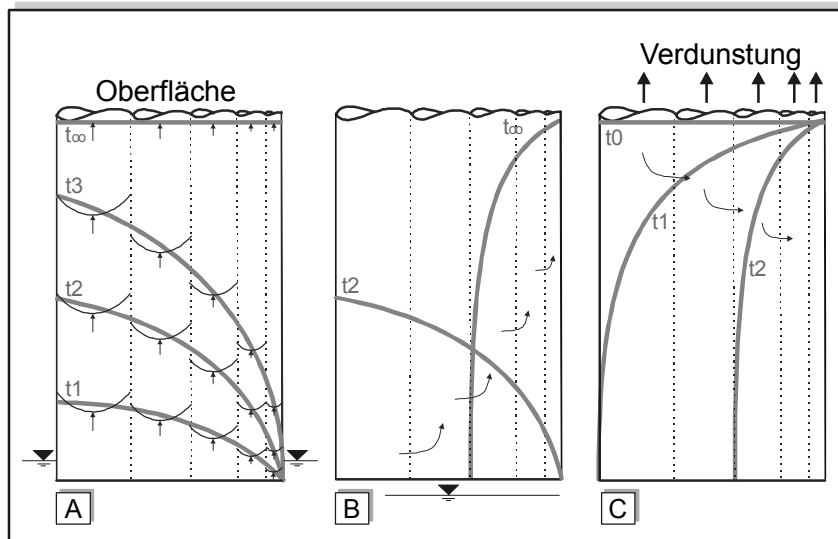 Oberfläche
t∞
t3
t2
t1
A
t∞
t2
B
Verdunstung
t0
t1
t2
C